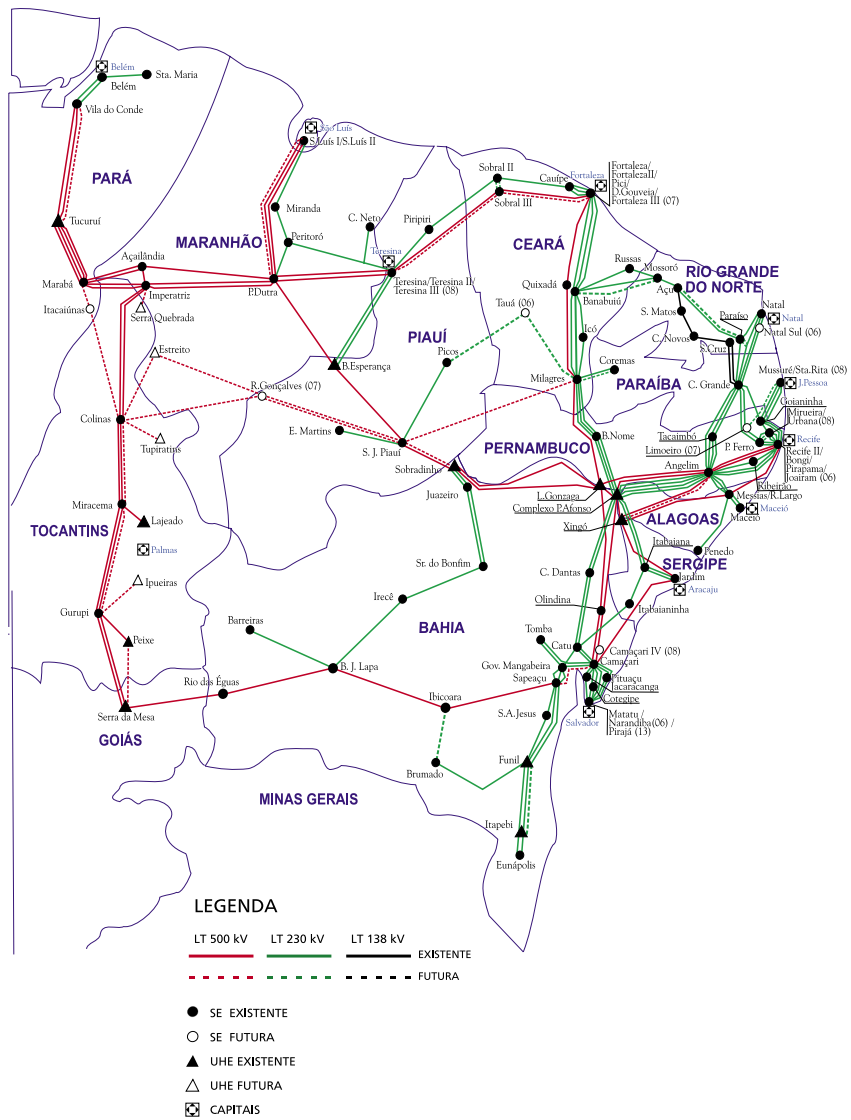 Belém
Sta. Maria
Belém
Vila do Conde
São Luís
S.Luís I/S.Luís II
PARÁ
Sobral II
Cauípe
Fortaleza
Fortaleza/
FortalezaII/
Pici/
D.Gouveia/
Fortaleza III (07)
Sobral III
Tucuruí
Miranda
C. Neto
Piripiri
MARANHÃO
Peritoró
CEARÁ
Açailândia
Teresina
Russas
Mossoró
RIO GRANDE
DO NORTE
Marabá
Imperatriz
P.Dutra
Teresina/Teresina II/
Teresina III (08)
Quixadá
Banabuiú
Açu
Itaciaúnas
Serra Quebrada
Tauá (06)
S. Matos
Paraíso
Natal
Natal
Natal Sul (06)
PIAUÍ
Icó
C. Novos
S.Cruz
Estreito
Picos
B.Esperança
Coremas
Mussuré/Sta.Rita (08)
R.Gonçalves (07)
Milagres
PARAÍBA
C. Grande
J.Pessoa
Goianinha
Colinas
E. Martins
Mirueira/
Urbana(08)
Tupiratins
B.Nome
Tacaimbó
S. J. Piauí
PERNAMBUCO
Limoeiro (07)
P. Ferro
Recife
Recife II/
Bongi/
Pirapama/
Joairam (06)
Sobradinho
Angelim
Ribeirão
Juazeiro
L.Gonzaga
Complexo P.Afonso
Messias/R.Largo
Miracema
Maceió
Maceió
TOCANTINS
Lajeado
Xingó
ALAGOAS
Palmas
Itabaiana
Penedo
SERGIPE
Sr. do Bonfim
C. Dantas
Jardim
Ipueiras
Aracaju
Irecê
Olindina
Itabaianinha
Gurupi
Barreiras
BAHIA
Tomba
Peixe
Catu
Camaçari IV (08)
B. J. Lapa
Gov. Mangabeira
Camaçari
Rio das Éguas
Sapeaçu
Pituaçu
Jacaracanga
Ibicoara
Cotegipe
Serra da Mesa
S.A.Jesus
Salvador
Matatu /
Narandiba(06) /
Pirajá (13)
GOIÁS
Funil
Brumado
MINAS GERAIS
Itapebi
Eunápolis
LEGENDA
LT 500 kV LT 230 kV LT 138 kV
EXISTENTE
FUTURA
SE EXISTENTE
SE FUTURA
UHE EXISTENTE
UHE FUTURA
CAPITAIS